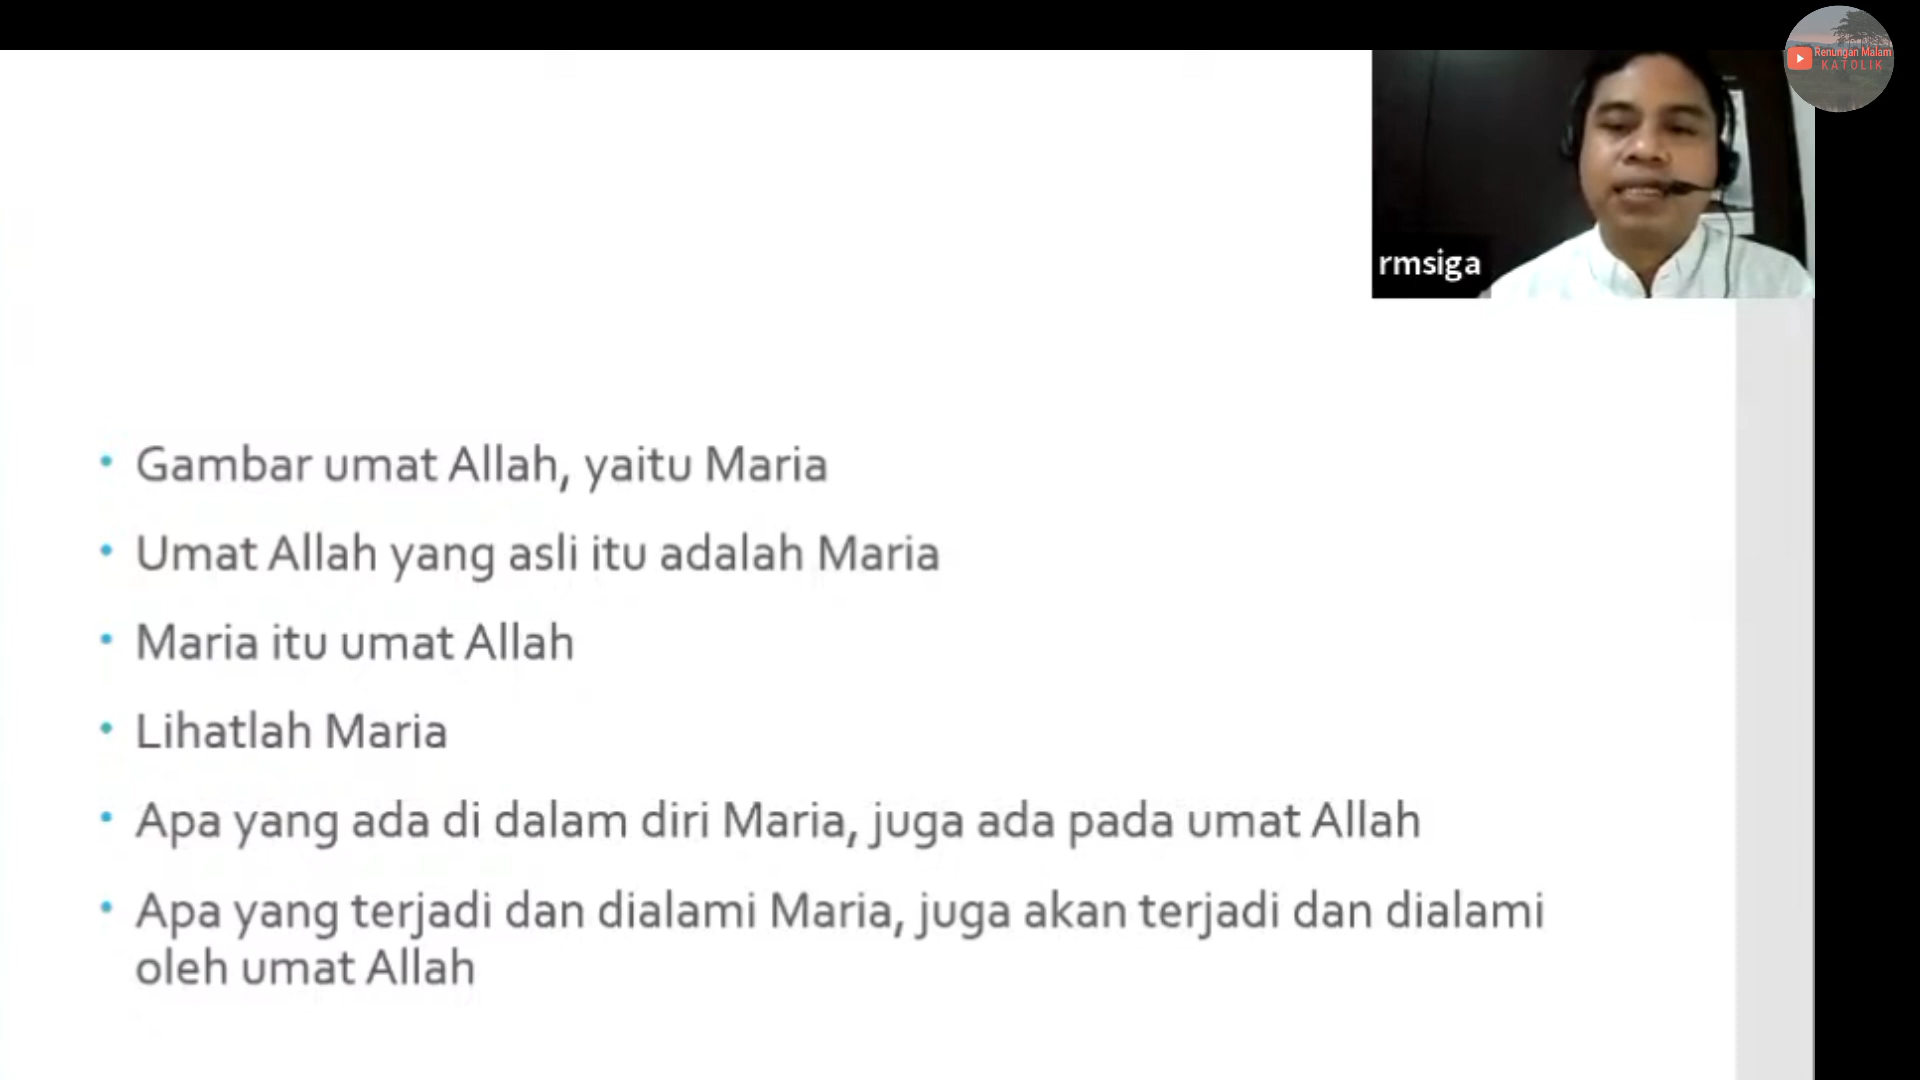 Renungan Malam
KATOLIK
rmsiga
• Gambar umat Allah, yaitu Maria
• Umat Allah yang asli itu adalah Maria
• Maria itu umat Allah
• Lihatlah Maria
• Apa yang ada di dalam diri Maria, juga ada pada umat Allah
• Apa yang terjadi dan dialami Maria, juga akan terjadi dan dialami
oleh umat Allah